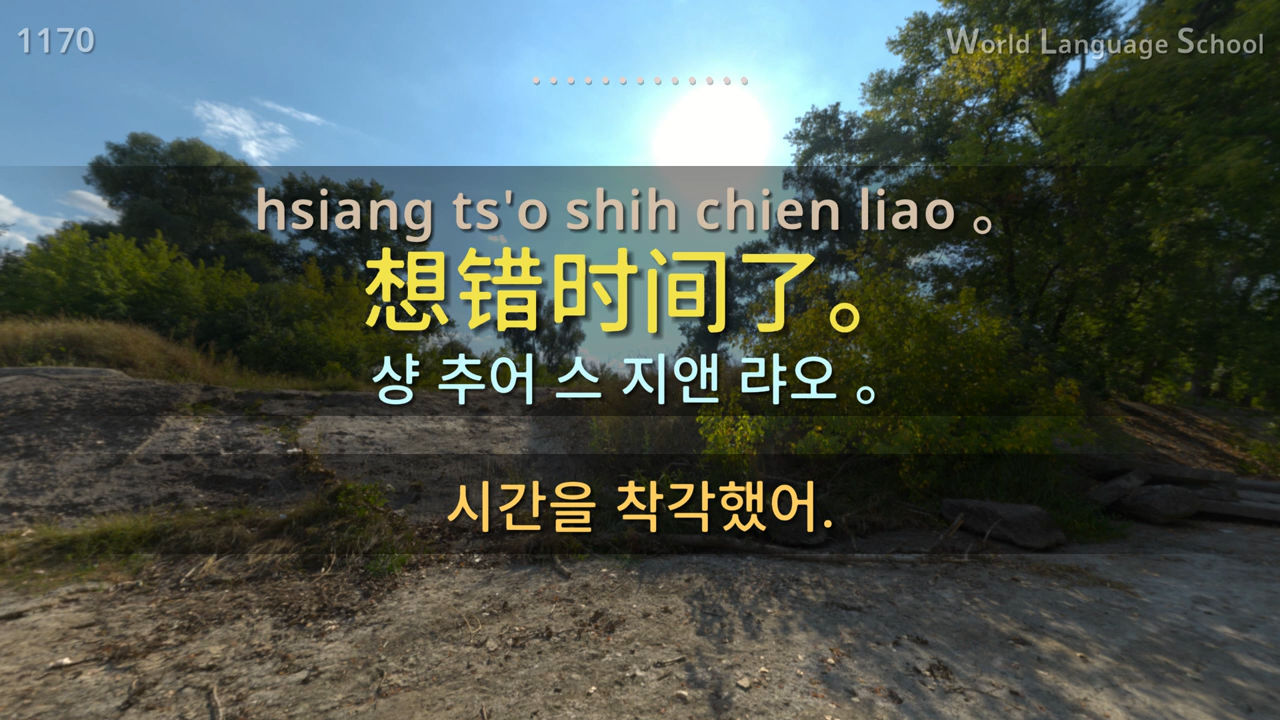 1170
World Language School
............
hsiang ts'o shih chien liao 。
想错时间了。
샹 추어 스 지앤 랴오 。
시간을 착각했어.